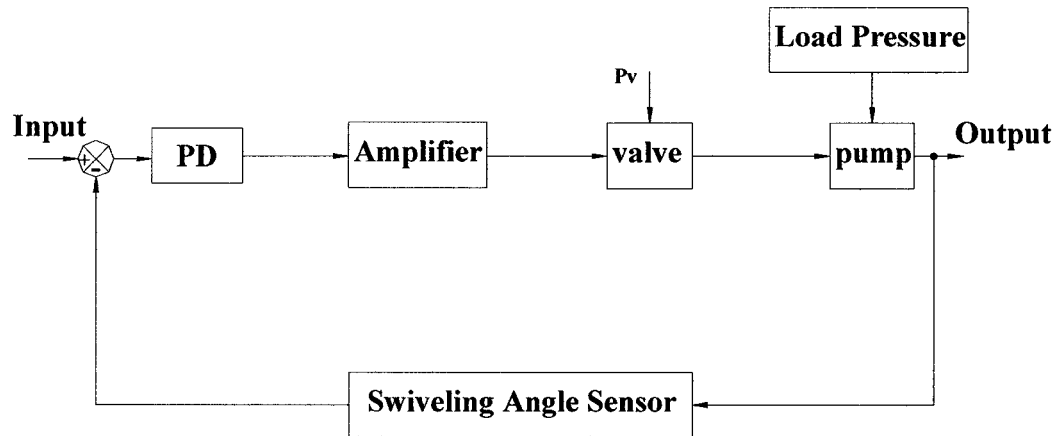 Load Pressure
Pv
Input
+
-
PD
Amplifier
valve
pump
Output
Swiveling Angle Sensor